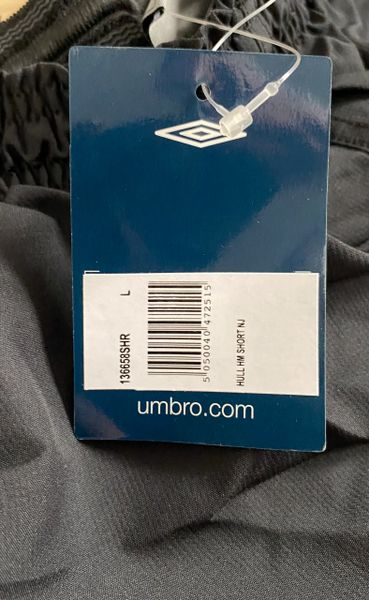 136658SHR
L
5 050040 472515
HULL HM SHORT NJ
umbro.com